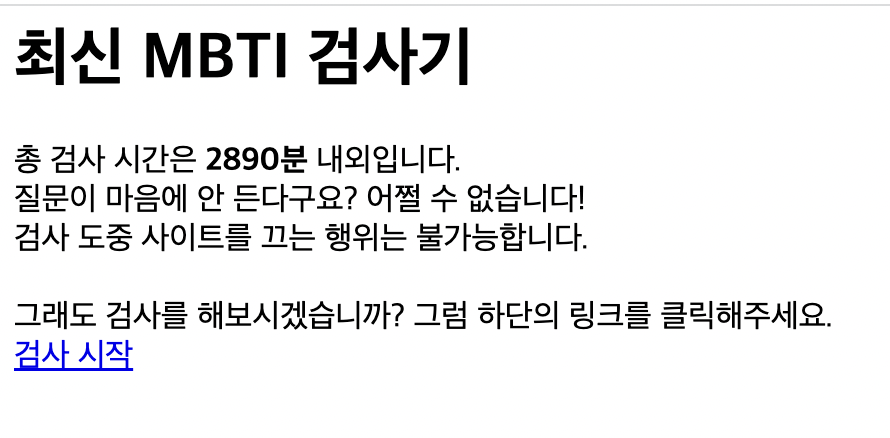 최신 MBTI 검사기
총 검사 시간은 2890분 내외입니다.
질문이 마음에 안 든다구요? 어쩔 수 없습니다!
검사 도중 사이트를 끄는 행위는 불가능합니다.
그래도 검사를 해보시겠습니까? 그럼 하단의 링크를 클릭해주세요.
검사 시작